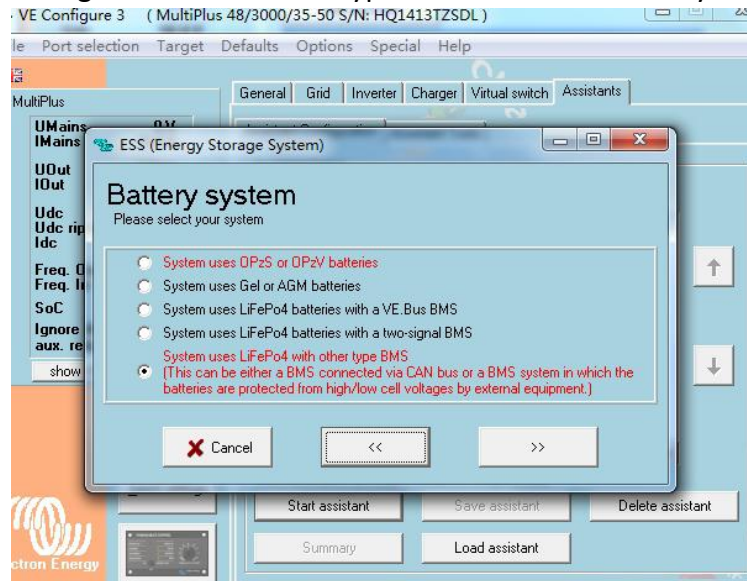 VE Configure 3 ( MultiPlus 48/3000/35-50 S/N: HQ1413TZSDL )
Port selection Target Defaults Options Special Help
General Grid Inverter Charger Virtual switch Assistants
MultiPlus
UMains
IMains
UOut
IOut
Udc
Udc rip
Idc
Freq. O
Freq. I
SoC
Ignore
aux. re
show
ESS (Energy Storage System)
Battery system
Please select your system
System uses OPzS or OPzV batteries
System uses Gel or AGM batteries
System uses LiFePo4 batteries with a VE.Bus BMS
System uses LiFePo4 batteries with a two-signal BMS
System uses LiFePo4 with other type BMS
(This can be either a BMS connected via CAN bus or a BMS system in which the
batteries are protected from high/low cell voltages by external equipment.)
Cancel << >>
Start assistant Save assistant Delete assistant
Summary Load assistant
ctron Energy